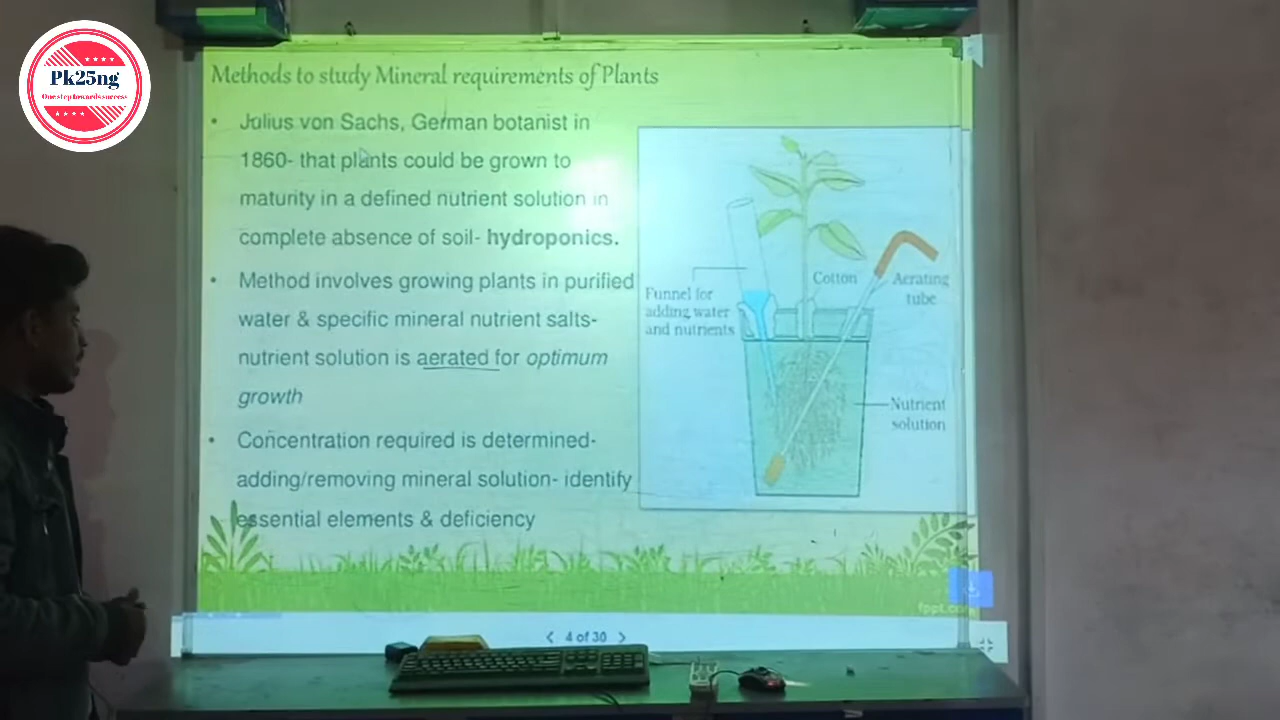 Pk25ng
One step towards success
Methods to study Mineral requirements of Plants
• Julius von Sachs, German botanist in
1860- that plants could be grown to
maturity in a defined nutrient solution in
complete absence of soil- hydroponics.
• Method involves growing plants in purified
water & specific mineral nutrient salts-
nutrient solution is aerated for optimum
growth
• Concentration required is determined-
adding/removing mineral solution- identify
essential elements & deficiency
Funnel for
adding water
and nutrients
Cotton
Aerating
tube
Nutrient
solution
4 of 30